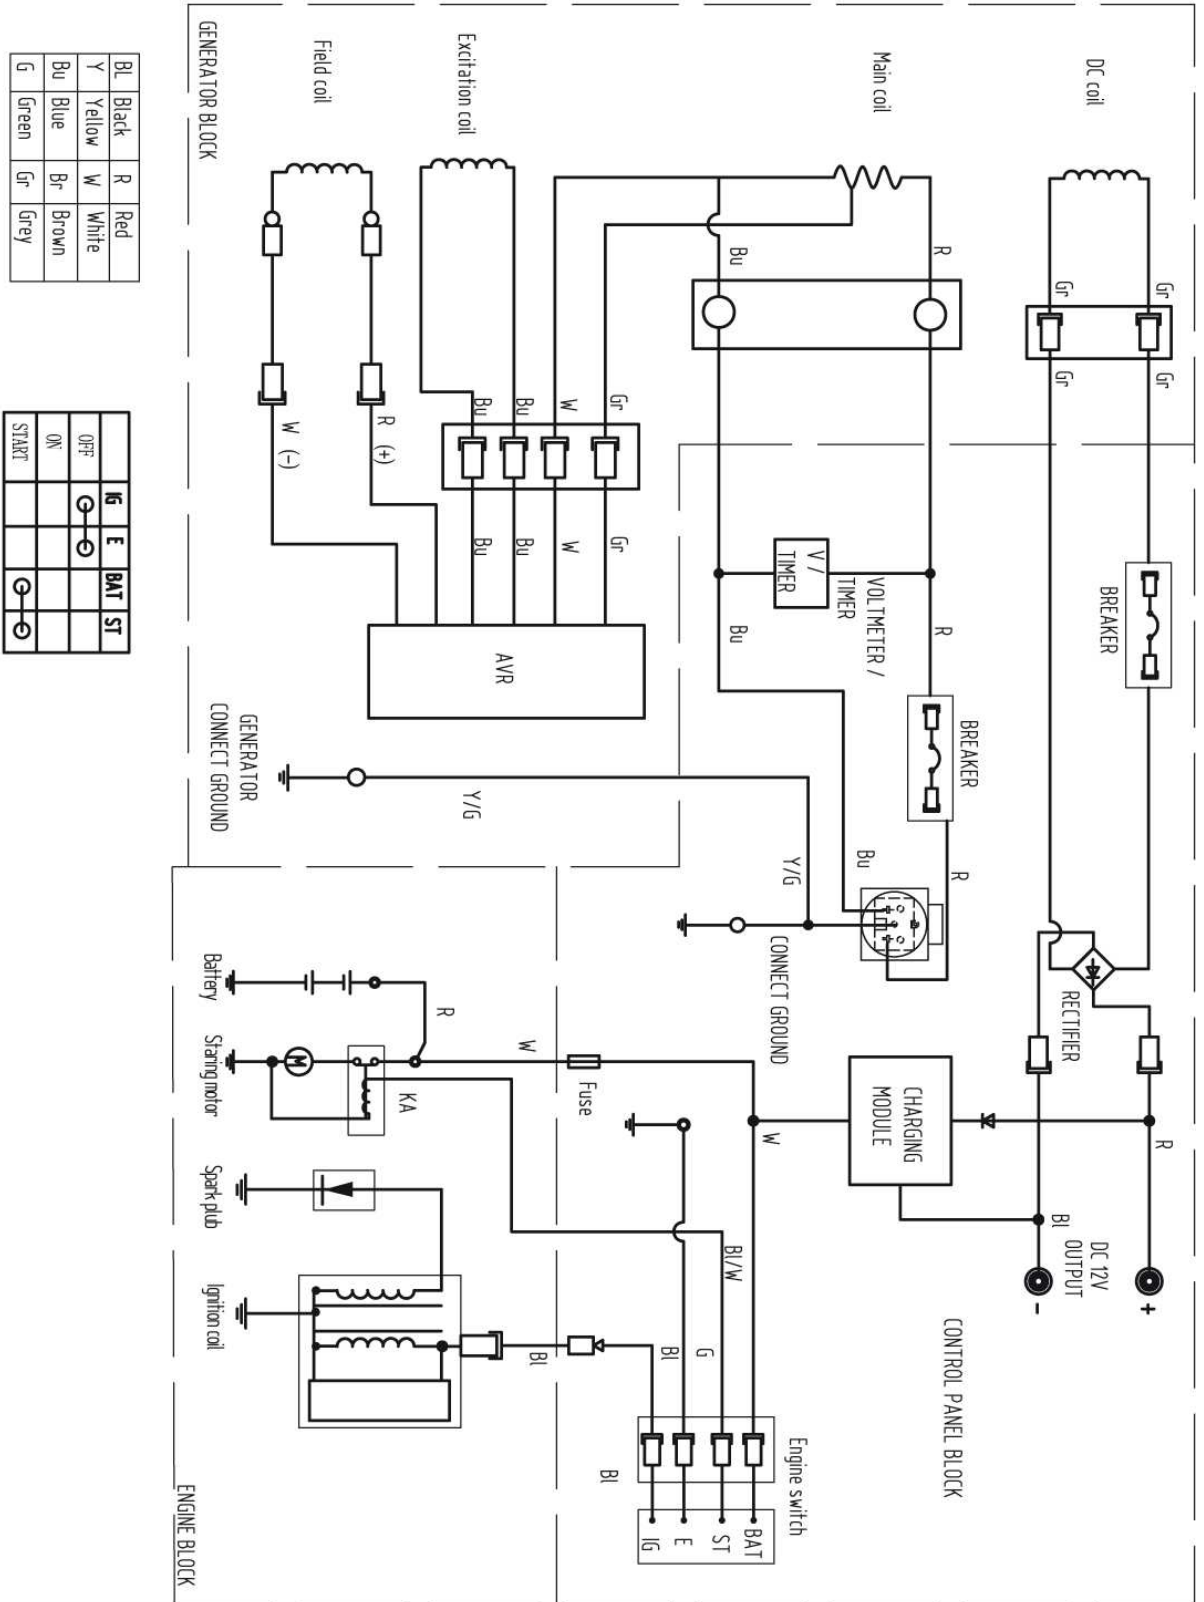 DC coil
Main coil
Excitation coil
Field coil
GENERATOR BLOCK
Gr
Gr
Gr
Gr
R
Bu
Gr
W
Bu
Bu
R (+)
W (-)
Gr
W
Bu
Bu
BREAKER
V/
TIMER
VOLTMETER /
TIMER
R
Bu
AVR
BREAKER
GENERATOR
CONNECT GROUND
Y/G
Y/G
Bu
R
CONNECT GROUND
RECTIFIER
R
Bl
DC 12V
OUTPUT
+
-
CHARGING
MODULE
W
W
Fuse
R
KA
Battery
Staring motor
Spark plub
Ignition coil
Bl/W
G
Bl
Bl
Bl
Engine switch
BAT
ST
E
IG
CONTROL PANEL BLOCK
ENGINE BLOCK
BL Black R Red
Y Yellow W White
Bu Blue Br Brown
G Green Gr Grey
IG E BAT ST
OFF
ON
START
M